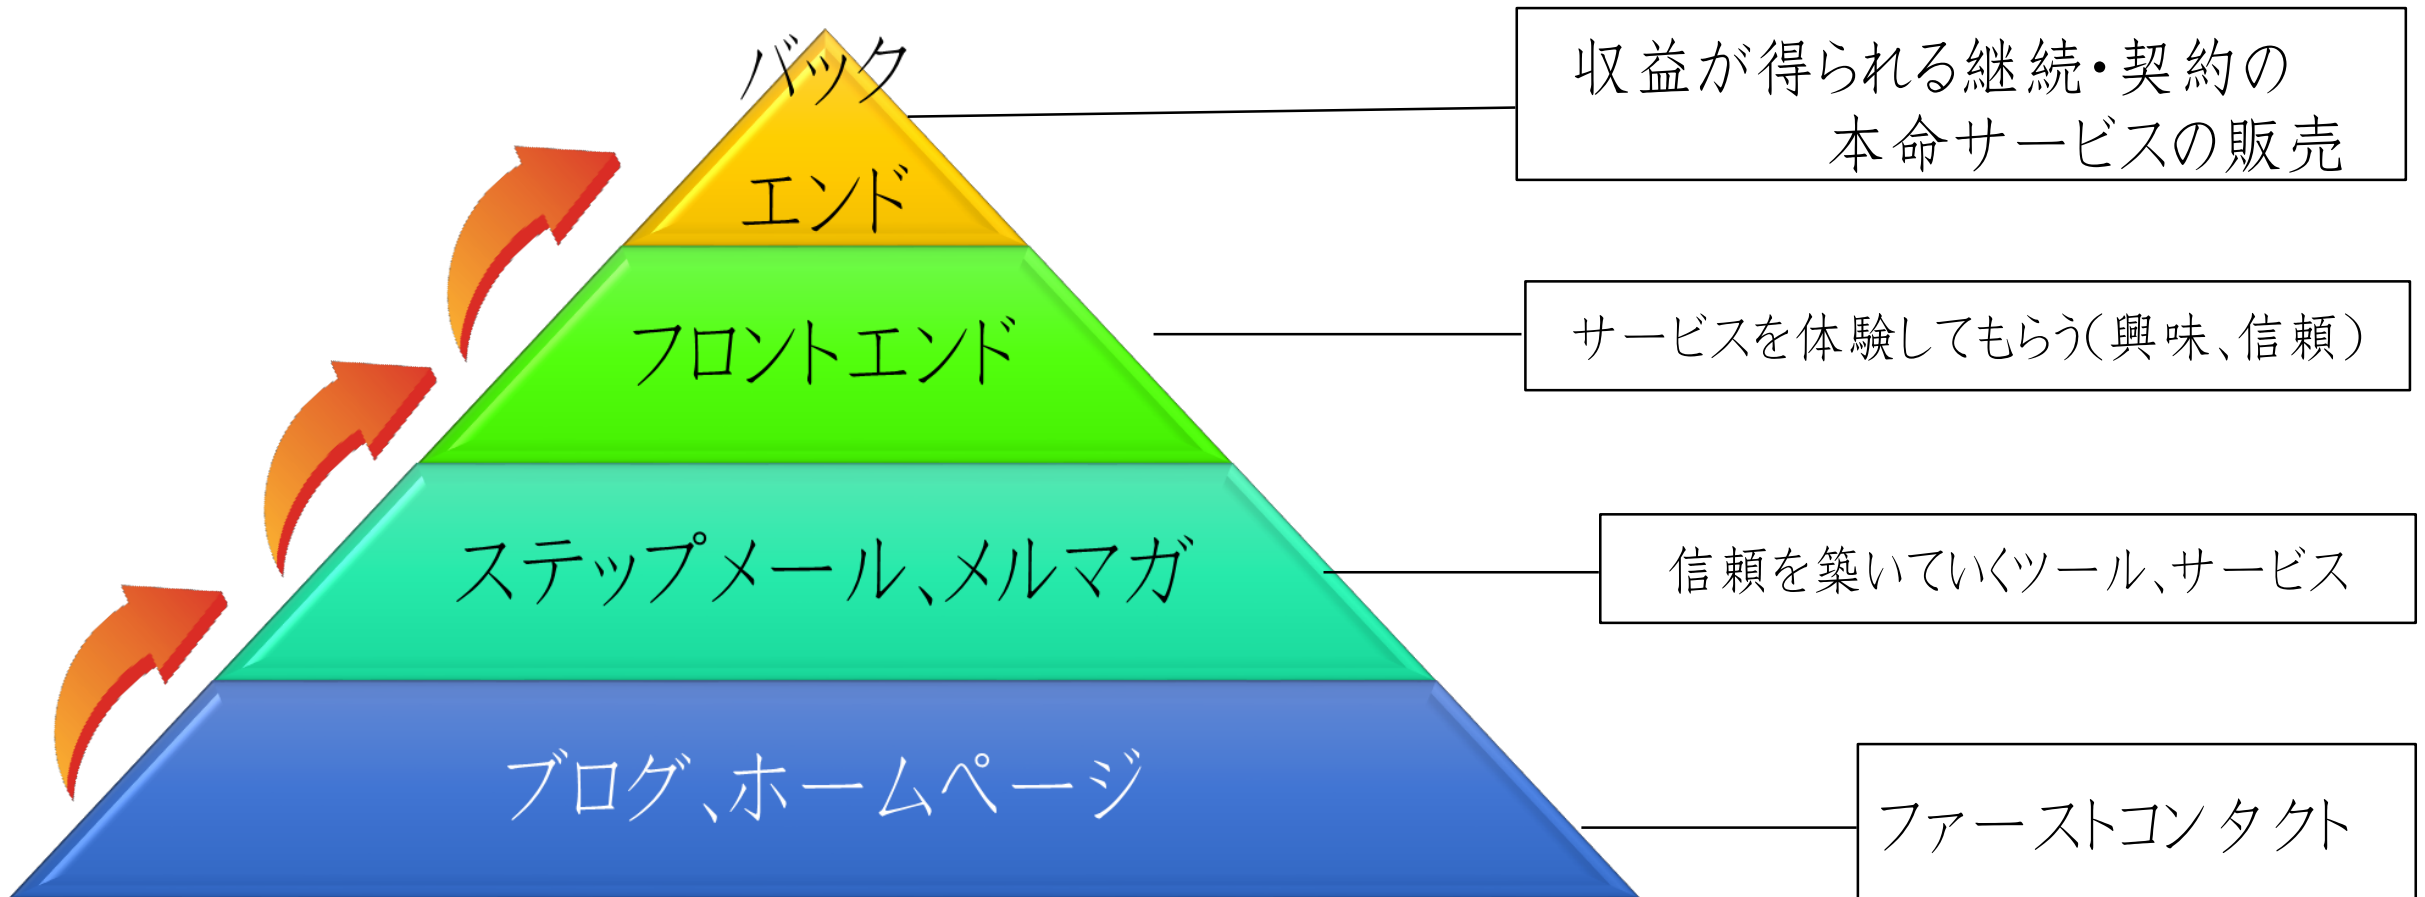 バック
エンド
収益が得られる継続・契約の
本命サービスの販売
フロントエンド
サービスを体験してもらう(興味、信頼)
ステップメール、メルマガ
信頼を築いていくツール、サービス
ブログ、ホームページ
ファーストコンタクト